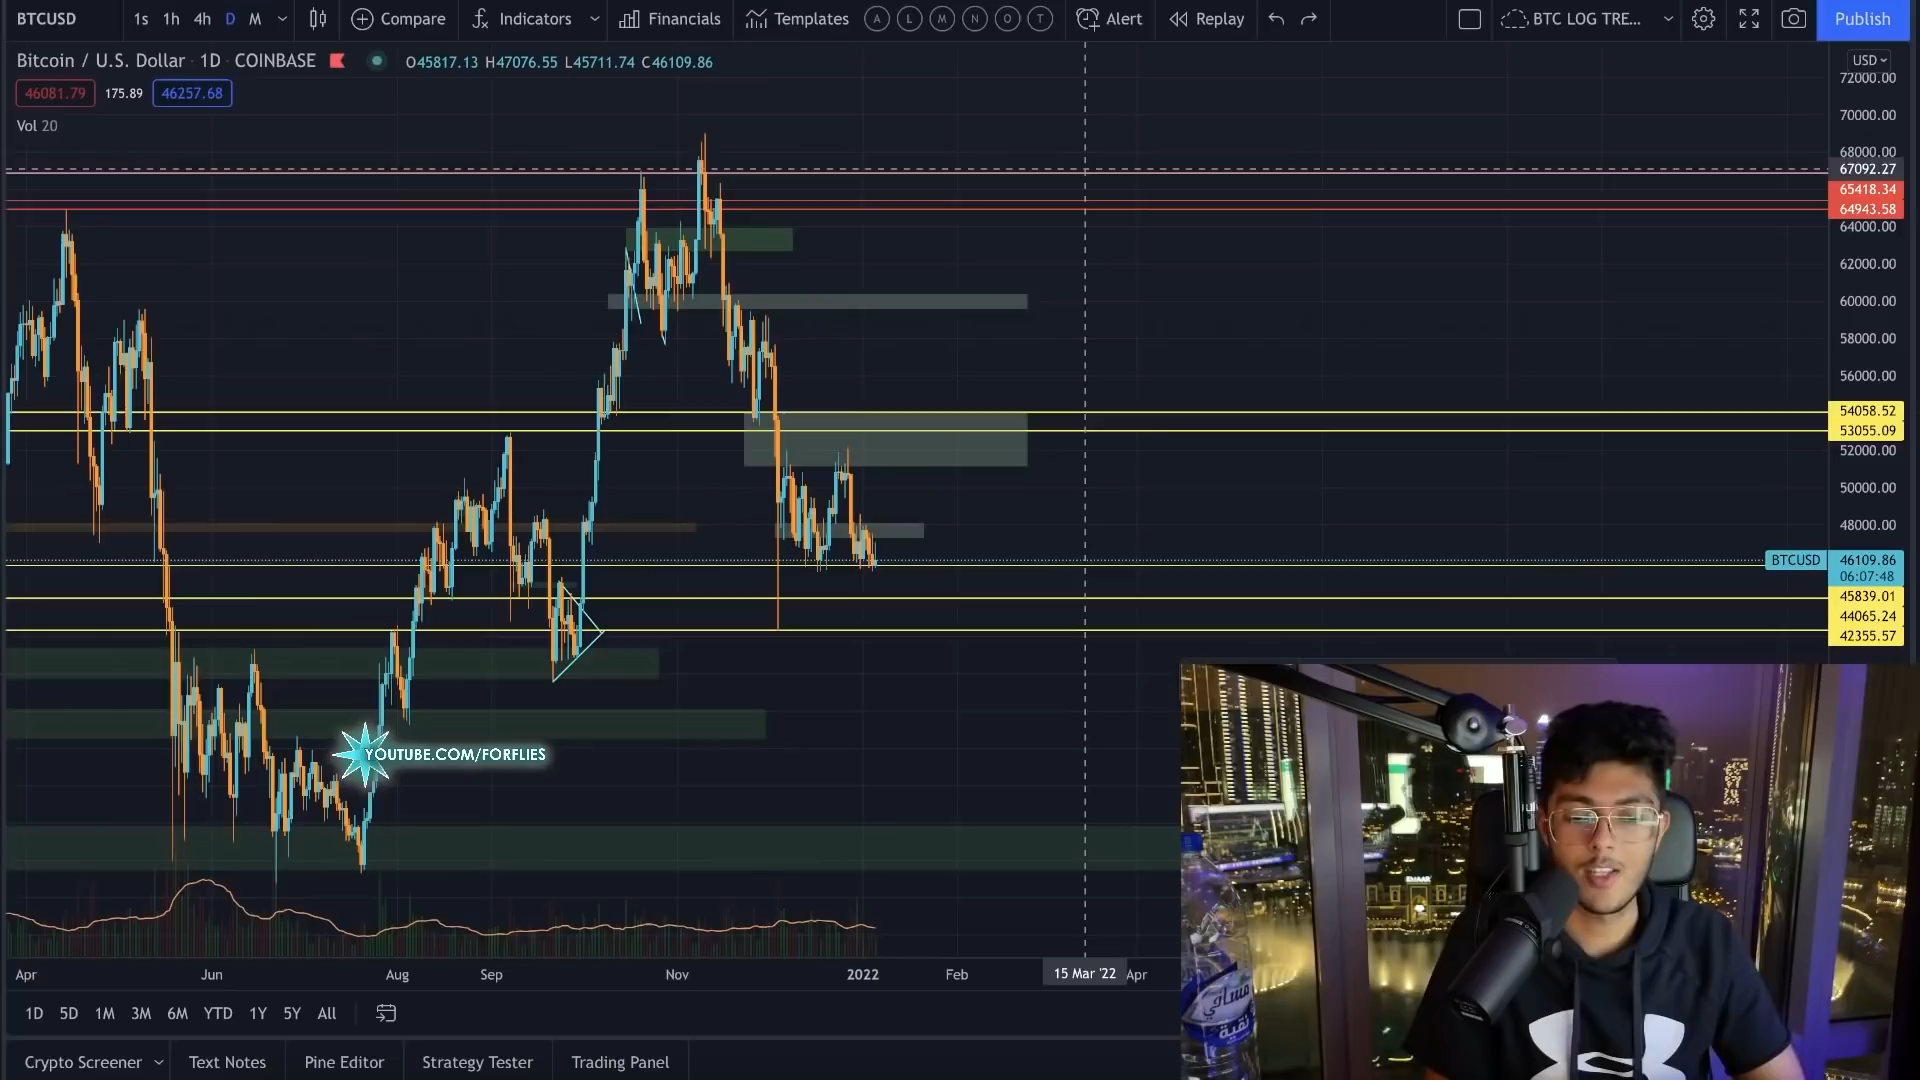 BTCUSD 1s 1h 4h D M Compare Indicators Financials Templates A L M N O T Alert Replay BTC LOG TRE... Publish
Bitcoin / U.S. Dollar · 1D · COINBASE O45817.13 H47076.55 L45711.74 C46109.86
USD
46081.79 175.89 46257.68
Vol 20
72000.00
70000.00
68000.00
67092.27
65418.34
64943.58
64000.00
62000.00
60000.00
58000.00
56000.00
54058.52
53055.09
52000.00
50000.00
48000.00
BTCUSD 46109.86
06:07:48
45839.01
44065.24
42355.57
YOUTUBE.COM/FORFLIES
EMAAR
مسافي
نقية
Apr Jun Aug Sep Nov 2022 Feb 15 Mar '22 Apr
1D 5D 1M 3M 6M YTD 1Y 5Y All
Crypto Screener Text Notes Pine Editor Strategy Tester Trading Panel